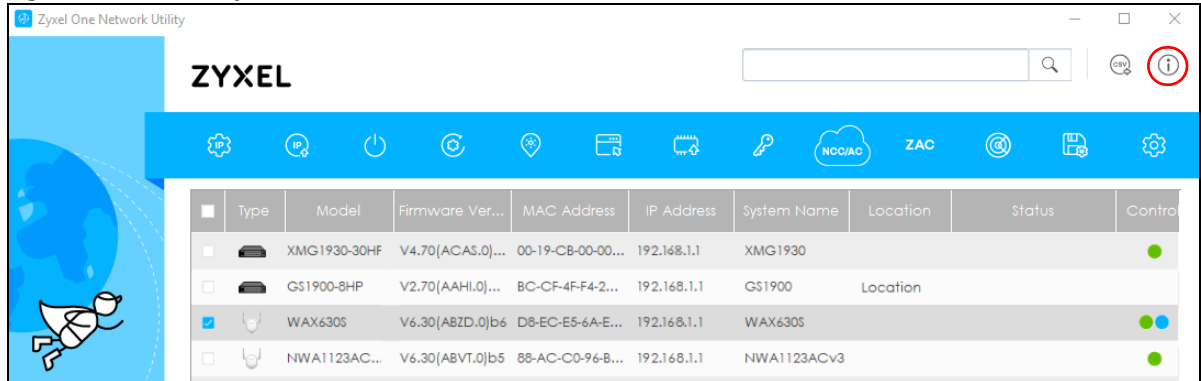 Zyxel One Network Utility
ZYXEL
CSV
IP IP NCC/AC ZAC
Type Model Firmware Ver... MAC Address IP Address System Name Location Status Control
XMG1930-30HP V4.70(ACAS.0)... 00-19-CB-00-00... 192.168.1.1 XMG1930
GS1900-8HP V2.70(AAHI.0)... BC-CF-4F-F4-2... 192.168.1.1 GS1900 Location
WAX630S V6.30(ABZD.0)b6 D8-EC-E5-6A-E... 192.168.1.1 WAX630S
NWA1123AC... V6.30(ABVT.0)b5 88-AC-C0-96-B... 192.168.1.1 NWA1123ACv3